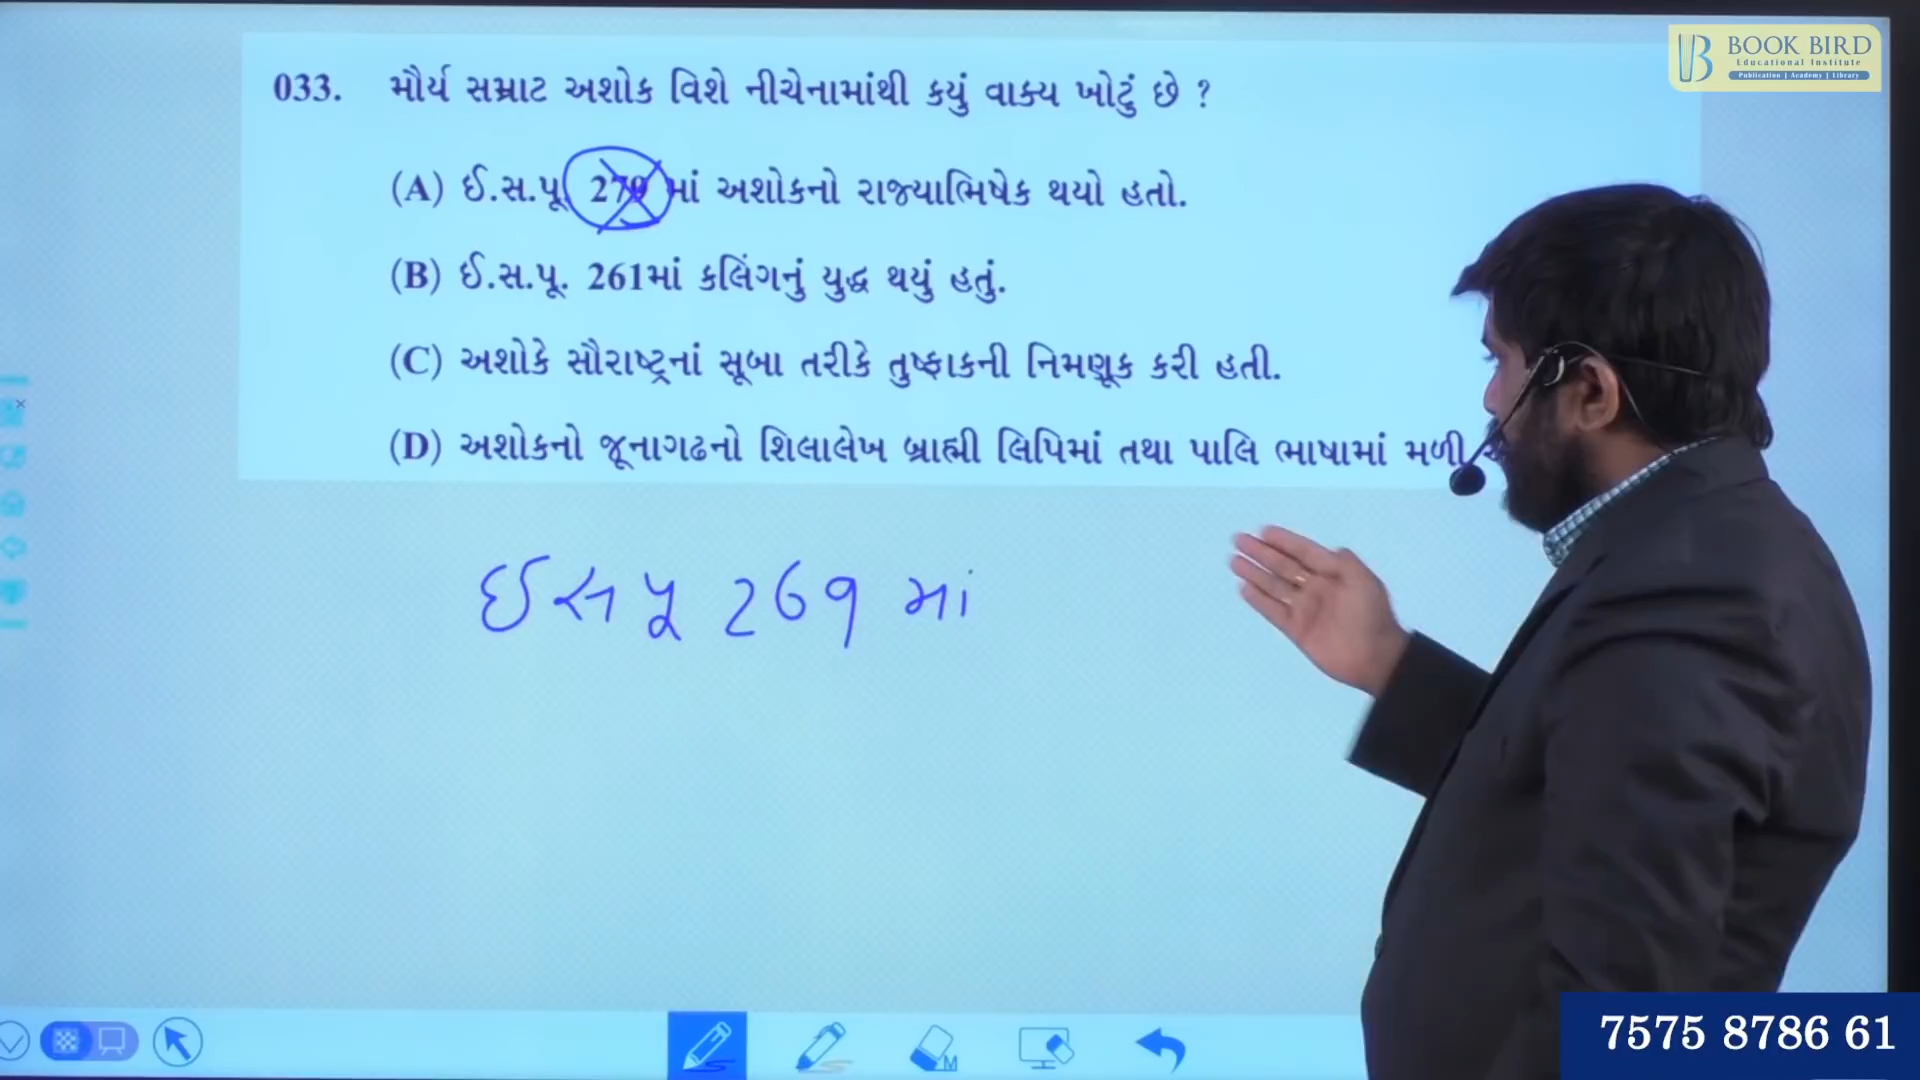 BOOK BIRD
Educational Institute
Publication | Academy | Library
033. મૌર્ય સમ્રાટ અશોક વિશે નીચેનામાંથી કયું વાક્ય ખોટું છે ?
(A) ઈ.સ.પૂ. 279 માં અશોકનો રાજ્યાભિષેક થયો હતો.
(B) ઈ.સ.પૂ. 261માં કલિંગનું યુદ્ધ થયું હતું.
(C) અશોકે સૌરાષ્ટ્રનાં સૂબા તરીકે તુષ્ફાકની નિમણૂક કરી હતી.
(D) અશોકનો જૂનાગઢનો શિલાલેખ બ્રાહ્મી લિપિમાં તથા પાલિ ભાષામાં મળી
ઈસપૂ 269 માં
M
7575 8786 61